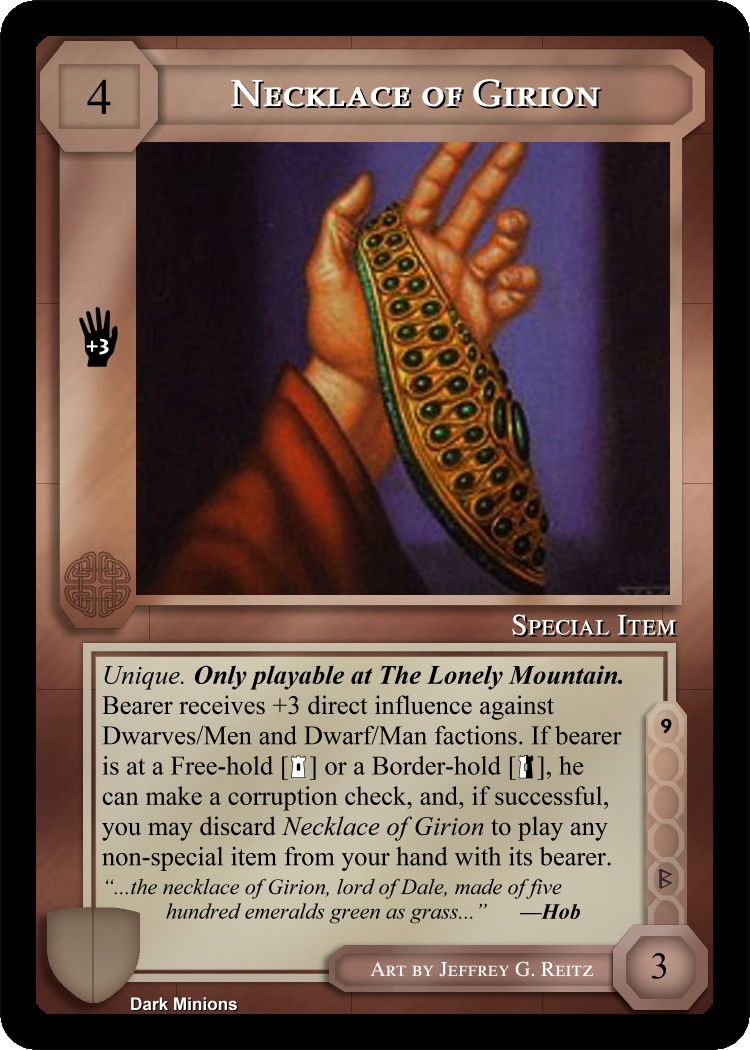 4
Necklace of Girion
+3
Special Item
Unique. Only playable at The Lonely Mountain.
Bearer receives +3 direct influence against
Dwarves/Men and Dwarf/Man factions. If bearer
is at a Free-hold [ ] or a Border-hold [ ], he
can make a corruption check, and, if successful,
you may discard Necklace of Girion to play any
non-special item from your hand with its bearer.
“...the necklace of Girion, lord of Dale, made of five
hundred emeralds green as grass...” —Hob
9
ᛒ
Art by Jeffrey G. Reitz
3
Dark Minions